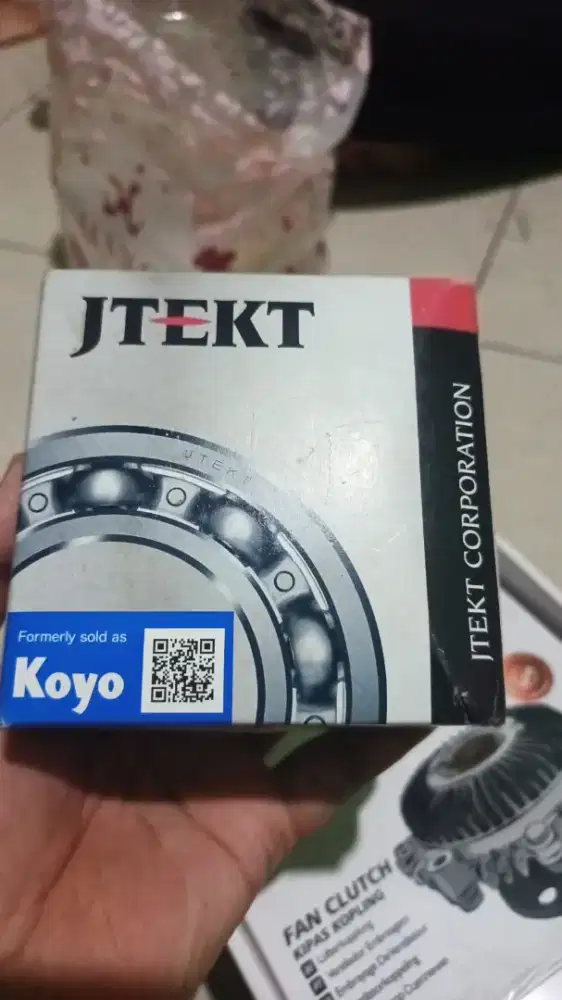 JTEKT
JTEKT
JTEKT CORPORATION
Formerly sold as
Koyo
FAN CLUTCH
KIPAS KOPLING